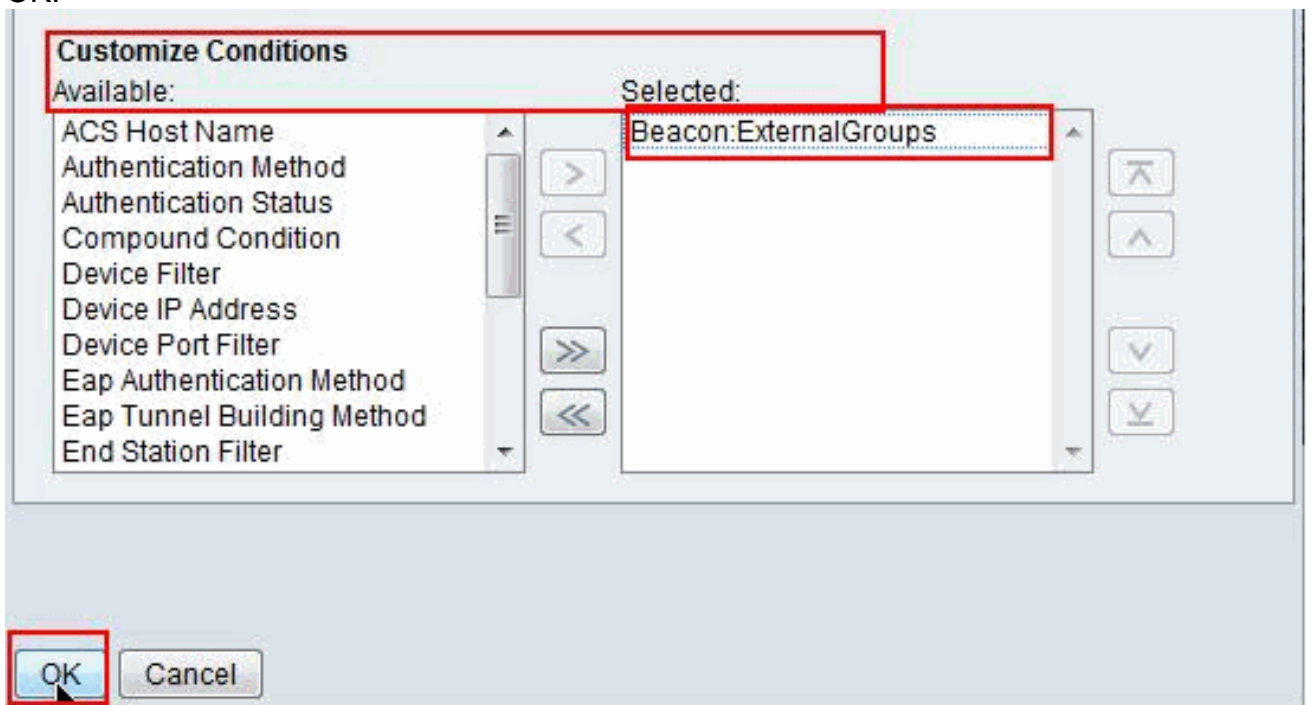 Customize Conditions
Available:
Selected:
ACS Host Name
Authentication Method
Authentication Status
Compound Condition
Device Filter
Device IP Address
Device Port Filter
Eap Authentication Method
Eap Tunnel Building Method
End Station Filter
Beacon:ExternalGroups
OK
Cancel